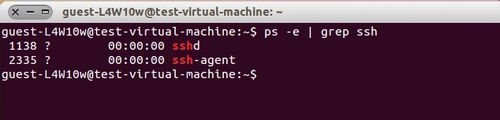 guest-L4W10w@test-virtual-machine: ~
guest-L4W10w@test-virtual-machine:~$ ps -e | grep ssh
1138 ?        00:00:00 sshd
2335 ?        00:00:00 ssh-agent
guest-L4W10w@test-virtual-machine:~$